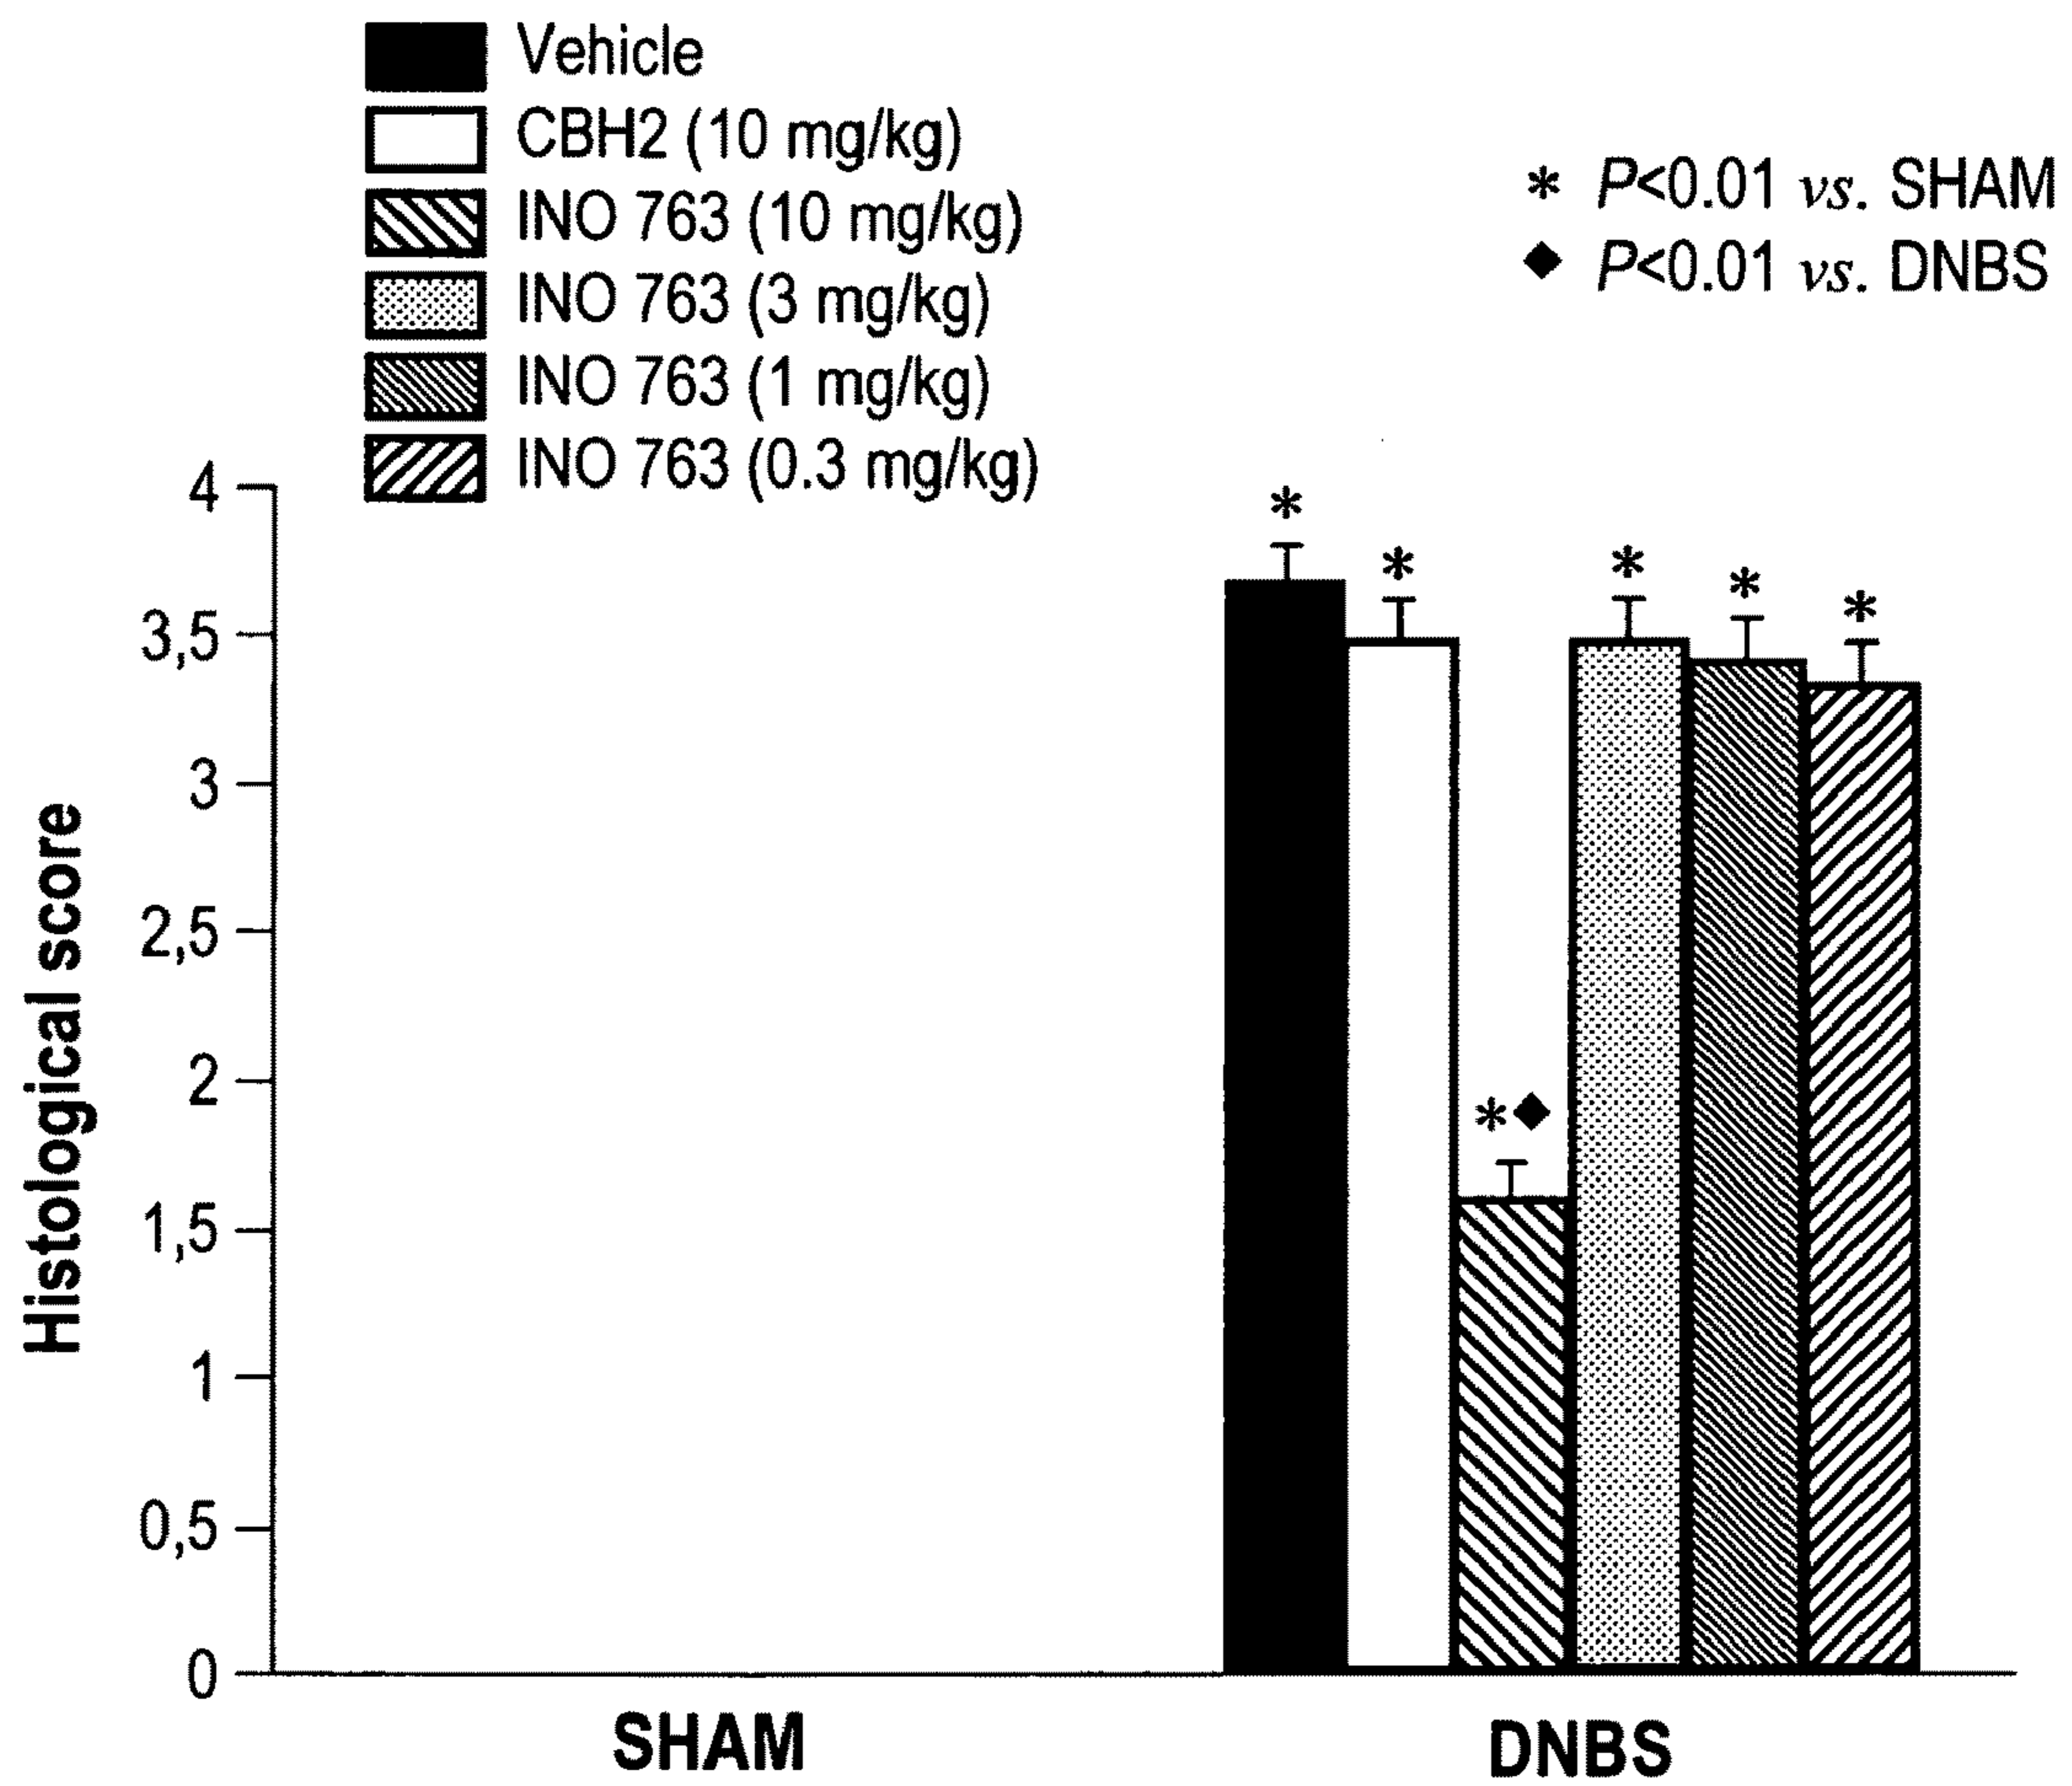 Vehicle
CBH2 (10 mg/kg)
INO 763 (10 mg/kg)
INO 763 (3 mg/kg)
INO 763 (1 mg/kg)
INO 763 (0.3 mg/kg)
* P<0.01 vs. SHAM
◆ P<0.01 vs. DNBS
Histological score
4
3,5
3
2,5
2
1,5
1
0,5
0
*
*
*◆
*
*
*
SHAM
DNBS